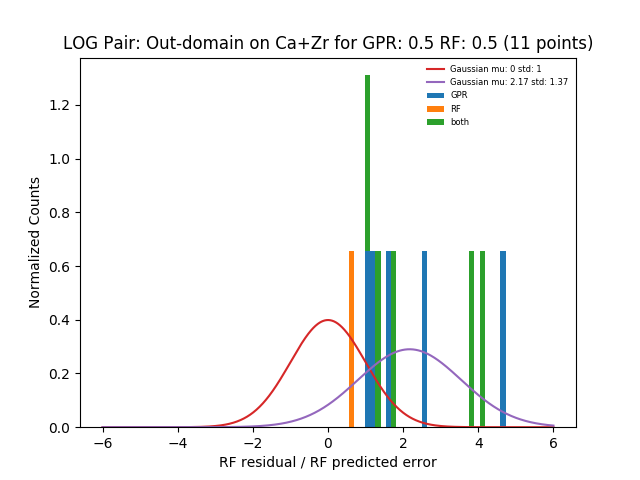 LOG Pair: Out-domain on Ca+Zr for GPR: 0.5 RF: 0.5 (11 points)
Gaussian mu: 0 std: 1
Gaussian mu: 2.17 std: 1.37
GPR
RF
both
Normalized Counts
1.2
1.0
0.8
0.6
0.4
0.2
0.0
−6 −4 −2 0 2 4 6
RF residual / RF predicted error